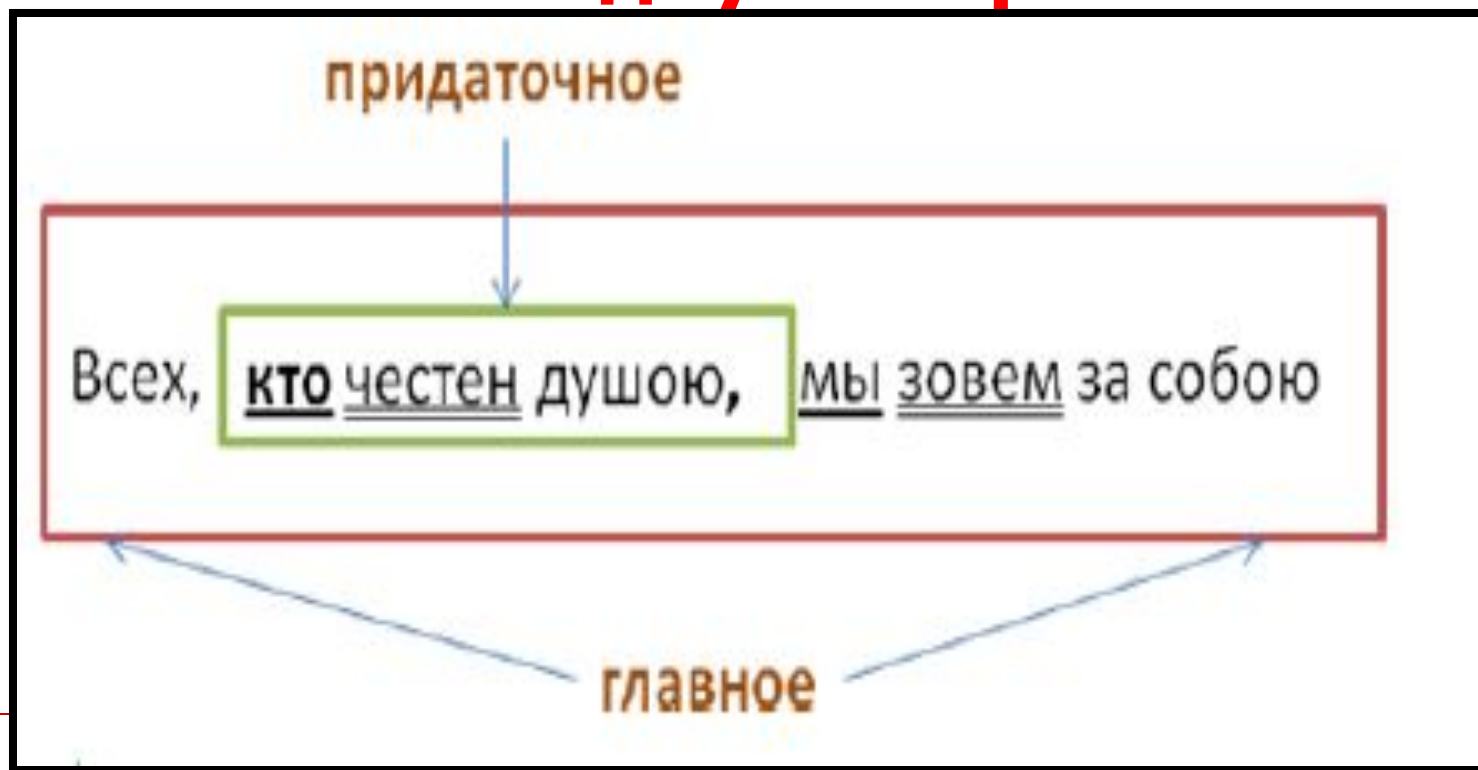 придаточное
Всех, кто честен душою, мы зовем за собою
главное